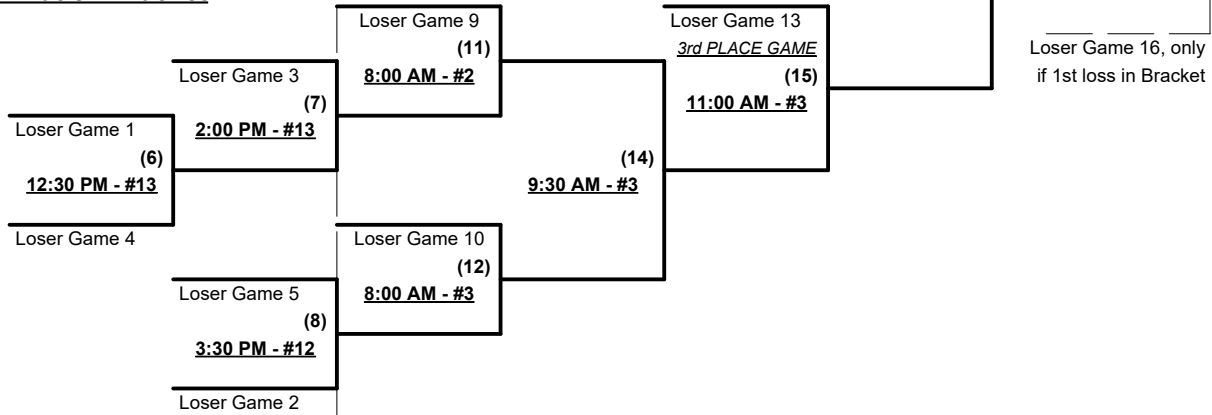 Loser Game 9
(11)
8:00 AM - #2
Loser Game 13
3rd PLACE GAME
(15)
11:00 AM - #3
Loser Game 16, only
if 1st loss in Bracket
Loser Game 3
(7)
2:00 PM - #13
Loser Game 1
(6)
12:30 PM - #13
Loser Game 4
(14)
9:30 AM - #3
Loser Game 10
(12)
8:00 AM - #3
Loser Game 5
(8)
3:30 PM - #12
Loser Game 2